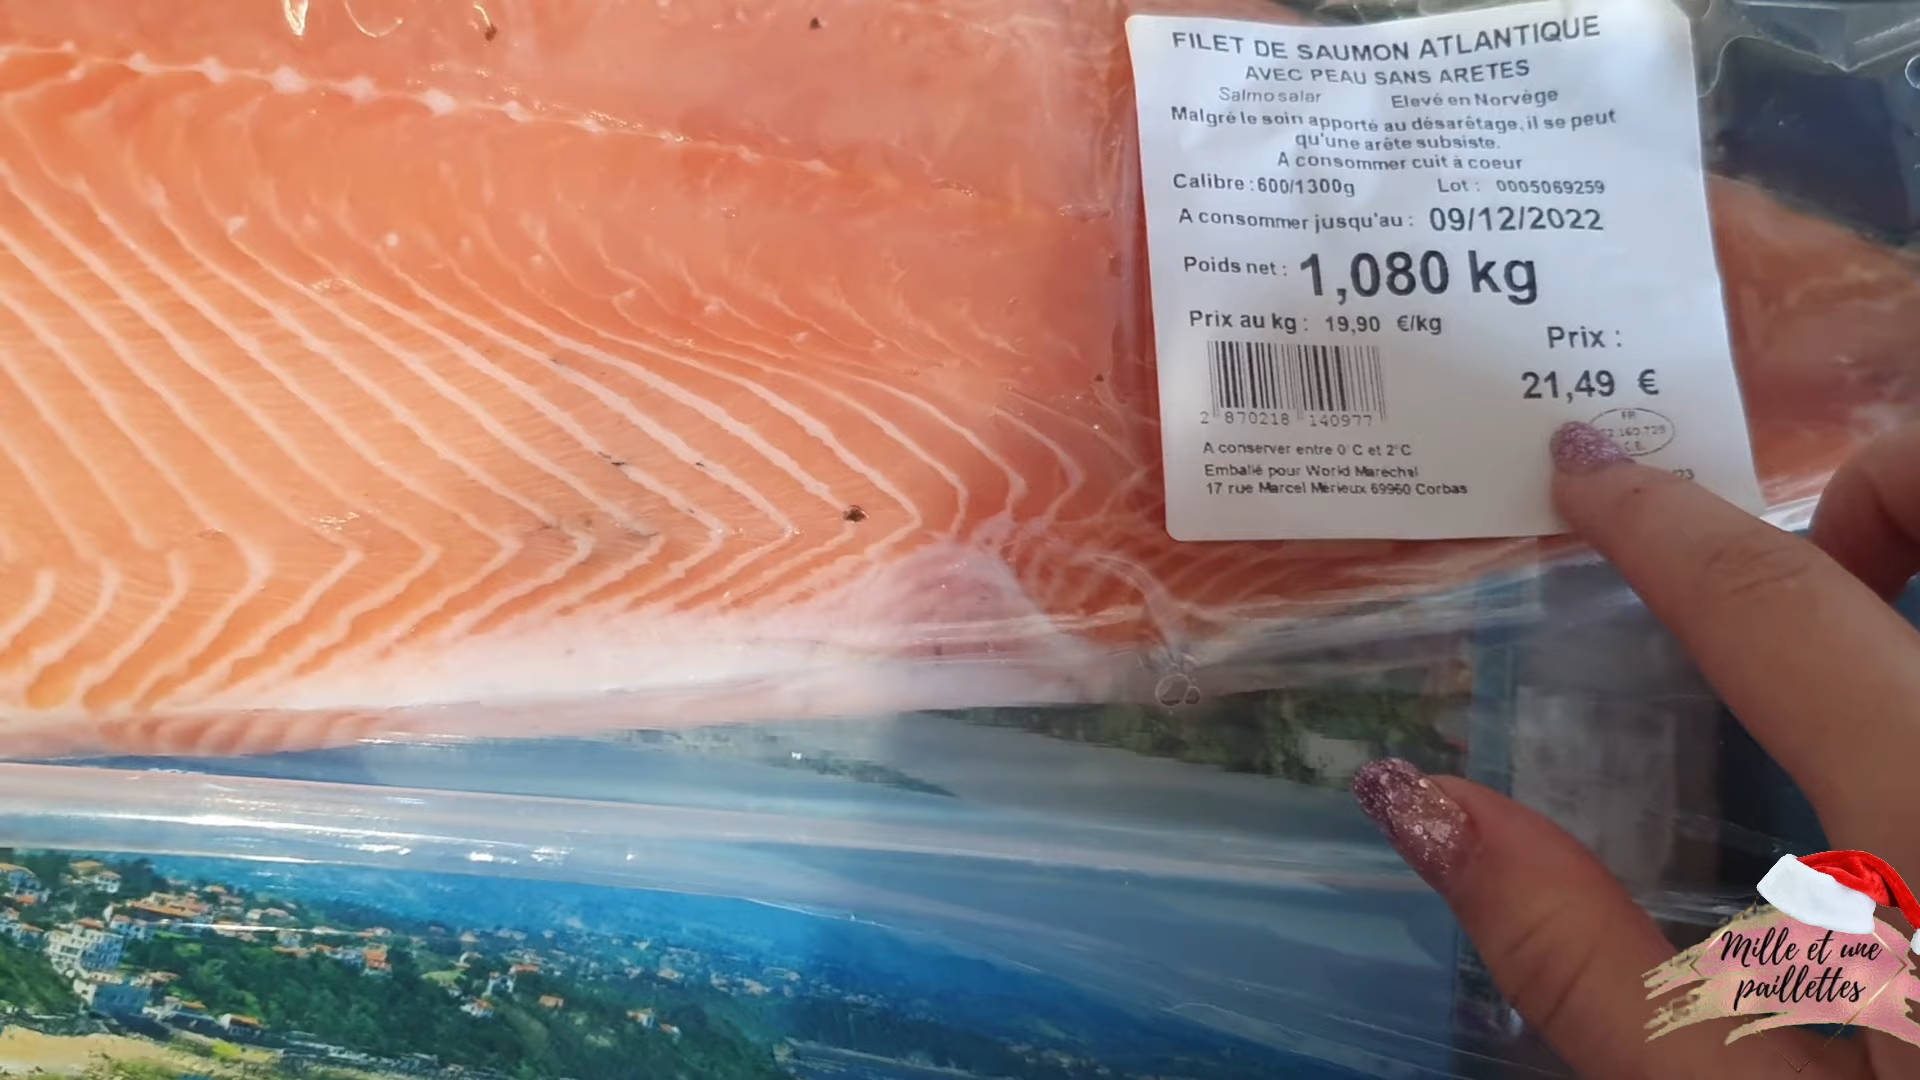 FILET DE SAUMON ATLANTIQUE
AVEC PEAU SANS ARETES
Salmo salar Elevé en Norvège
Malgré le soin apporté au désarêtage, il se peut
qu'une arête subsiste.
A consommer cuit à coeur
Calibre : 600/1300g Lot : 0005069259
A consommer jusqu'au : 09/12/2022
Poids net : 1,080 kg
Prix au kg : 19,90 €/kg
Prix :
21,49 €
2 870218 140977
FR
C.E.
A conserver entre 0°C et 2°C
Emballé pour World Maréchal
17 rue Marcel Mérieux 69960 Corbas
Mille et une
paillettes